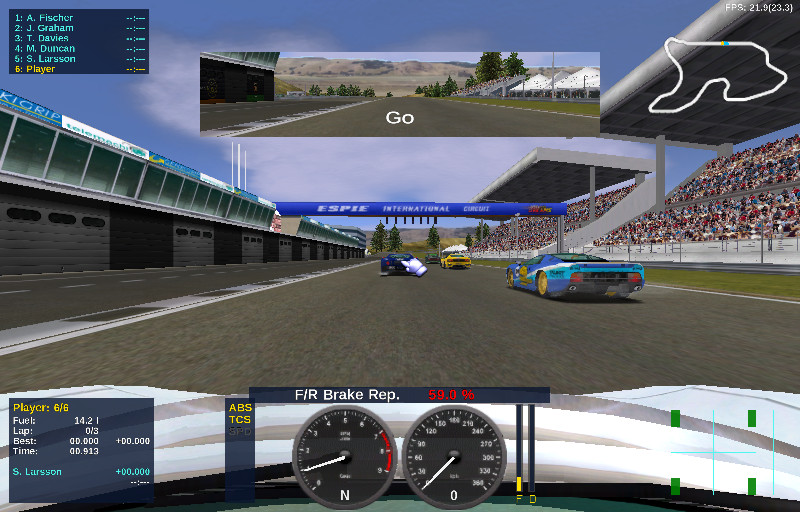 FPS: 21.9(23.3)
1: A. Fischer --:---
2: J. Graham --:---
3: T. Davies --:---
4: M. Duncan --:---
5: S. Larsson --:---
6: Player --:---
Go
KIGRIP
ESPIE INTERNATIONAL CIRCUIT
F/R Brake Rep. 59.0 %
Player: 6/6
Fuel: 14.2 l
Lap: 0/3
Best: 00.000 +00.000
Time: 00.913
S. Larsson +00.000
--:---
ABS
TCS
SPD
N
0
F D